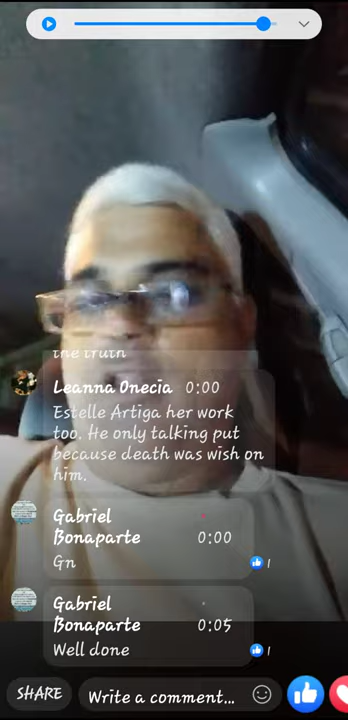 the truth
Leanna Onecia 0:00
Estelle Artiga her work
too. He only talking put
because death was wish on
him.
Gabriel
Bonaparte 0:00
Gn
1
Gabriel
Bonaparte 0:05
Well done
1
SHARE
Write a comment...